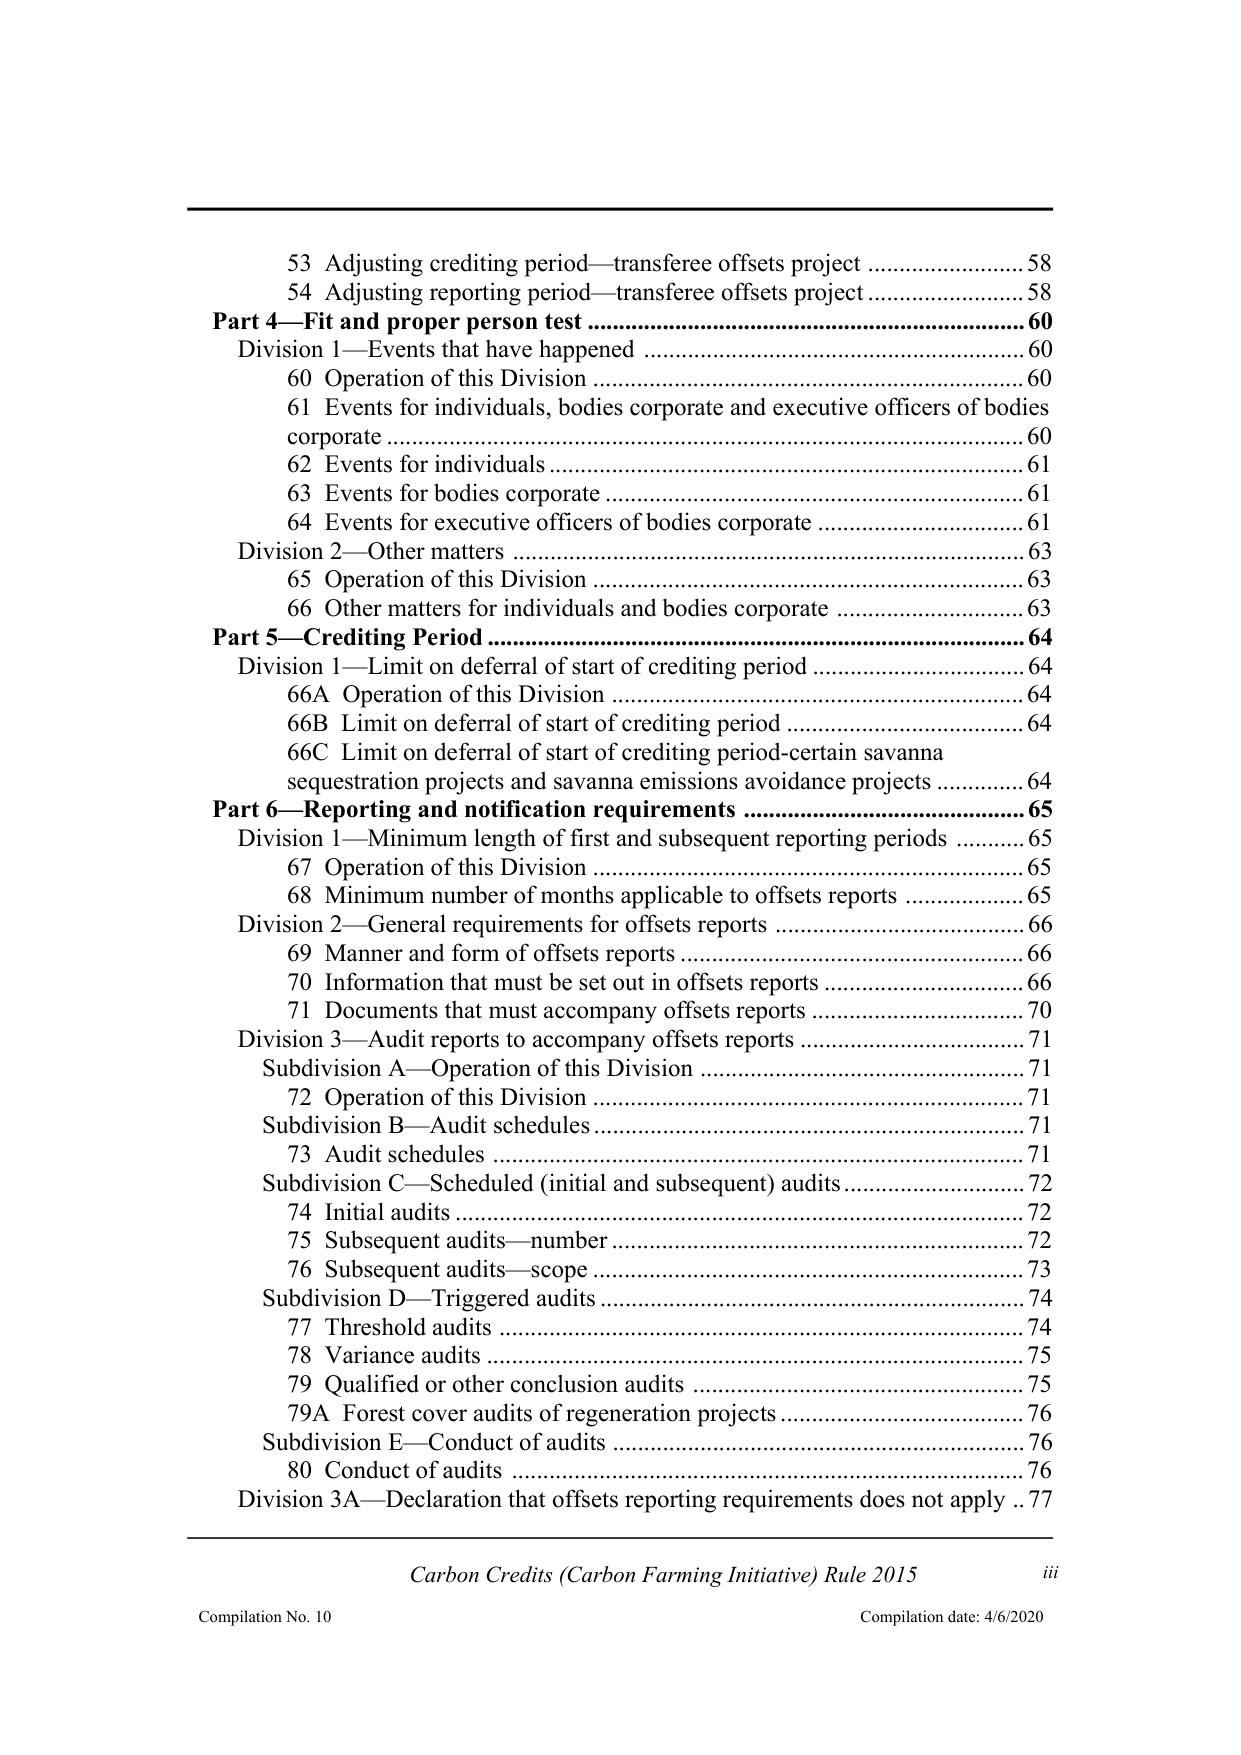 53 Adjusting crediting period—transferee offsets project ......................... 58
54 Adjusting reporting period—transferee offsets project ......................... 58
Part 4—Fit and proper person test ...................................................................... 60
Division 1—Events that have happened ............................................................. 60
60 Operation of this Division ..................................................................... 60
61 Events for individuals, bodies corporate and executive officers of bodies
corporate ...................................................................................................... 60
62 Events for individuals ............................................................................ 61
63 Events for bodies corporate ................................................................... 61
64 Events for executive officers of bodies corporate ................................. 61
Division 2—Other matters .................................................................................. 63
65 Operation of this Division ..................................................................... 63
66 Other matters for individuals and bodies corporate .............................. 63
Part 5—Crediting Period ....................................................................................... 64
Division 1—Limit on deferral of start of crediting period .................................. 64
66A Operation of this Division .................................................................. 64
66B Limit on deferral of start of crediting period ...................................... 64
66C Limit on deferral of start of crediting period-certain savanna
sequestration projects and savanna emissions avoidance projects .............. 64
Part 6—Reporting and notification requirements ............................................. 65
Division 1—Minimum length of first and subsequent reporting periods ........... 65
67 Operation of this Division ..................................................................... 65
68 Minimum number of months applicable to offsets reports ................... 65
Division 2—General requirements for offsets reports ........................................ 66
69 Manner and form of offsets reports ....................................................... 66
70 Information that must be set out in offsets reports ................................ 66
71 Documents that must accompany offsets reports .................................. 70
Division 3—Audit reports to accompany offsets reports .................................... 71
Subdivision A—Operation of this Division .................................................... 71
72 Operation of this Division ..................................................................... 71
Subdivision B—Audit schedules ..................................................................... 71
73 Audit schedules ..................................................................................... 71
Subdivision C—Scheduled (initial and subsequent) audits ............................. 72
74 Initial audits ........................................................................................... 72
75 Subsequent audits—number .................................................................. 72
76 Subsequent audits—scope ..................................................................... 73
Subdivision D—Triggered audits .................................................................... 74
77 Threshold audits .................................................................................... 74
78 Variance audits ...................................................................................... 75
79 Qualified or other conclusion audits ..................................................... 75
79A Forest cover audits of regeneration projects ....................................... 76
Subdivision E—Conduct of audits .................................................................. 76
80 Conduct of audits .................................................................................. 76
Division 3A—Declaration that offsets reporting requirements does not apply .. 77
Carbon Credits (Carbon Farming Initiative) Rule 2015 iii
Compilation No. 10 Compilation date: 4/6/2020